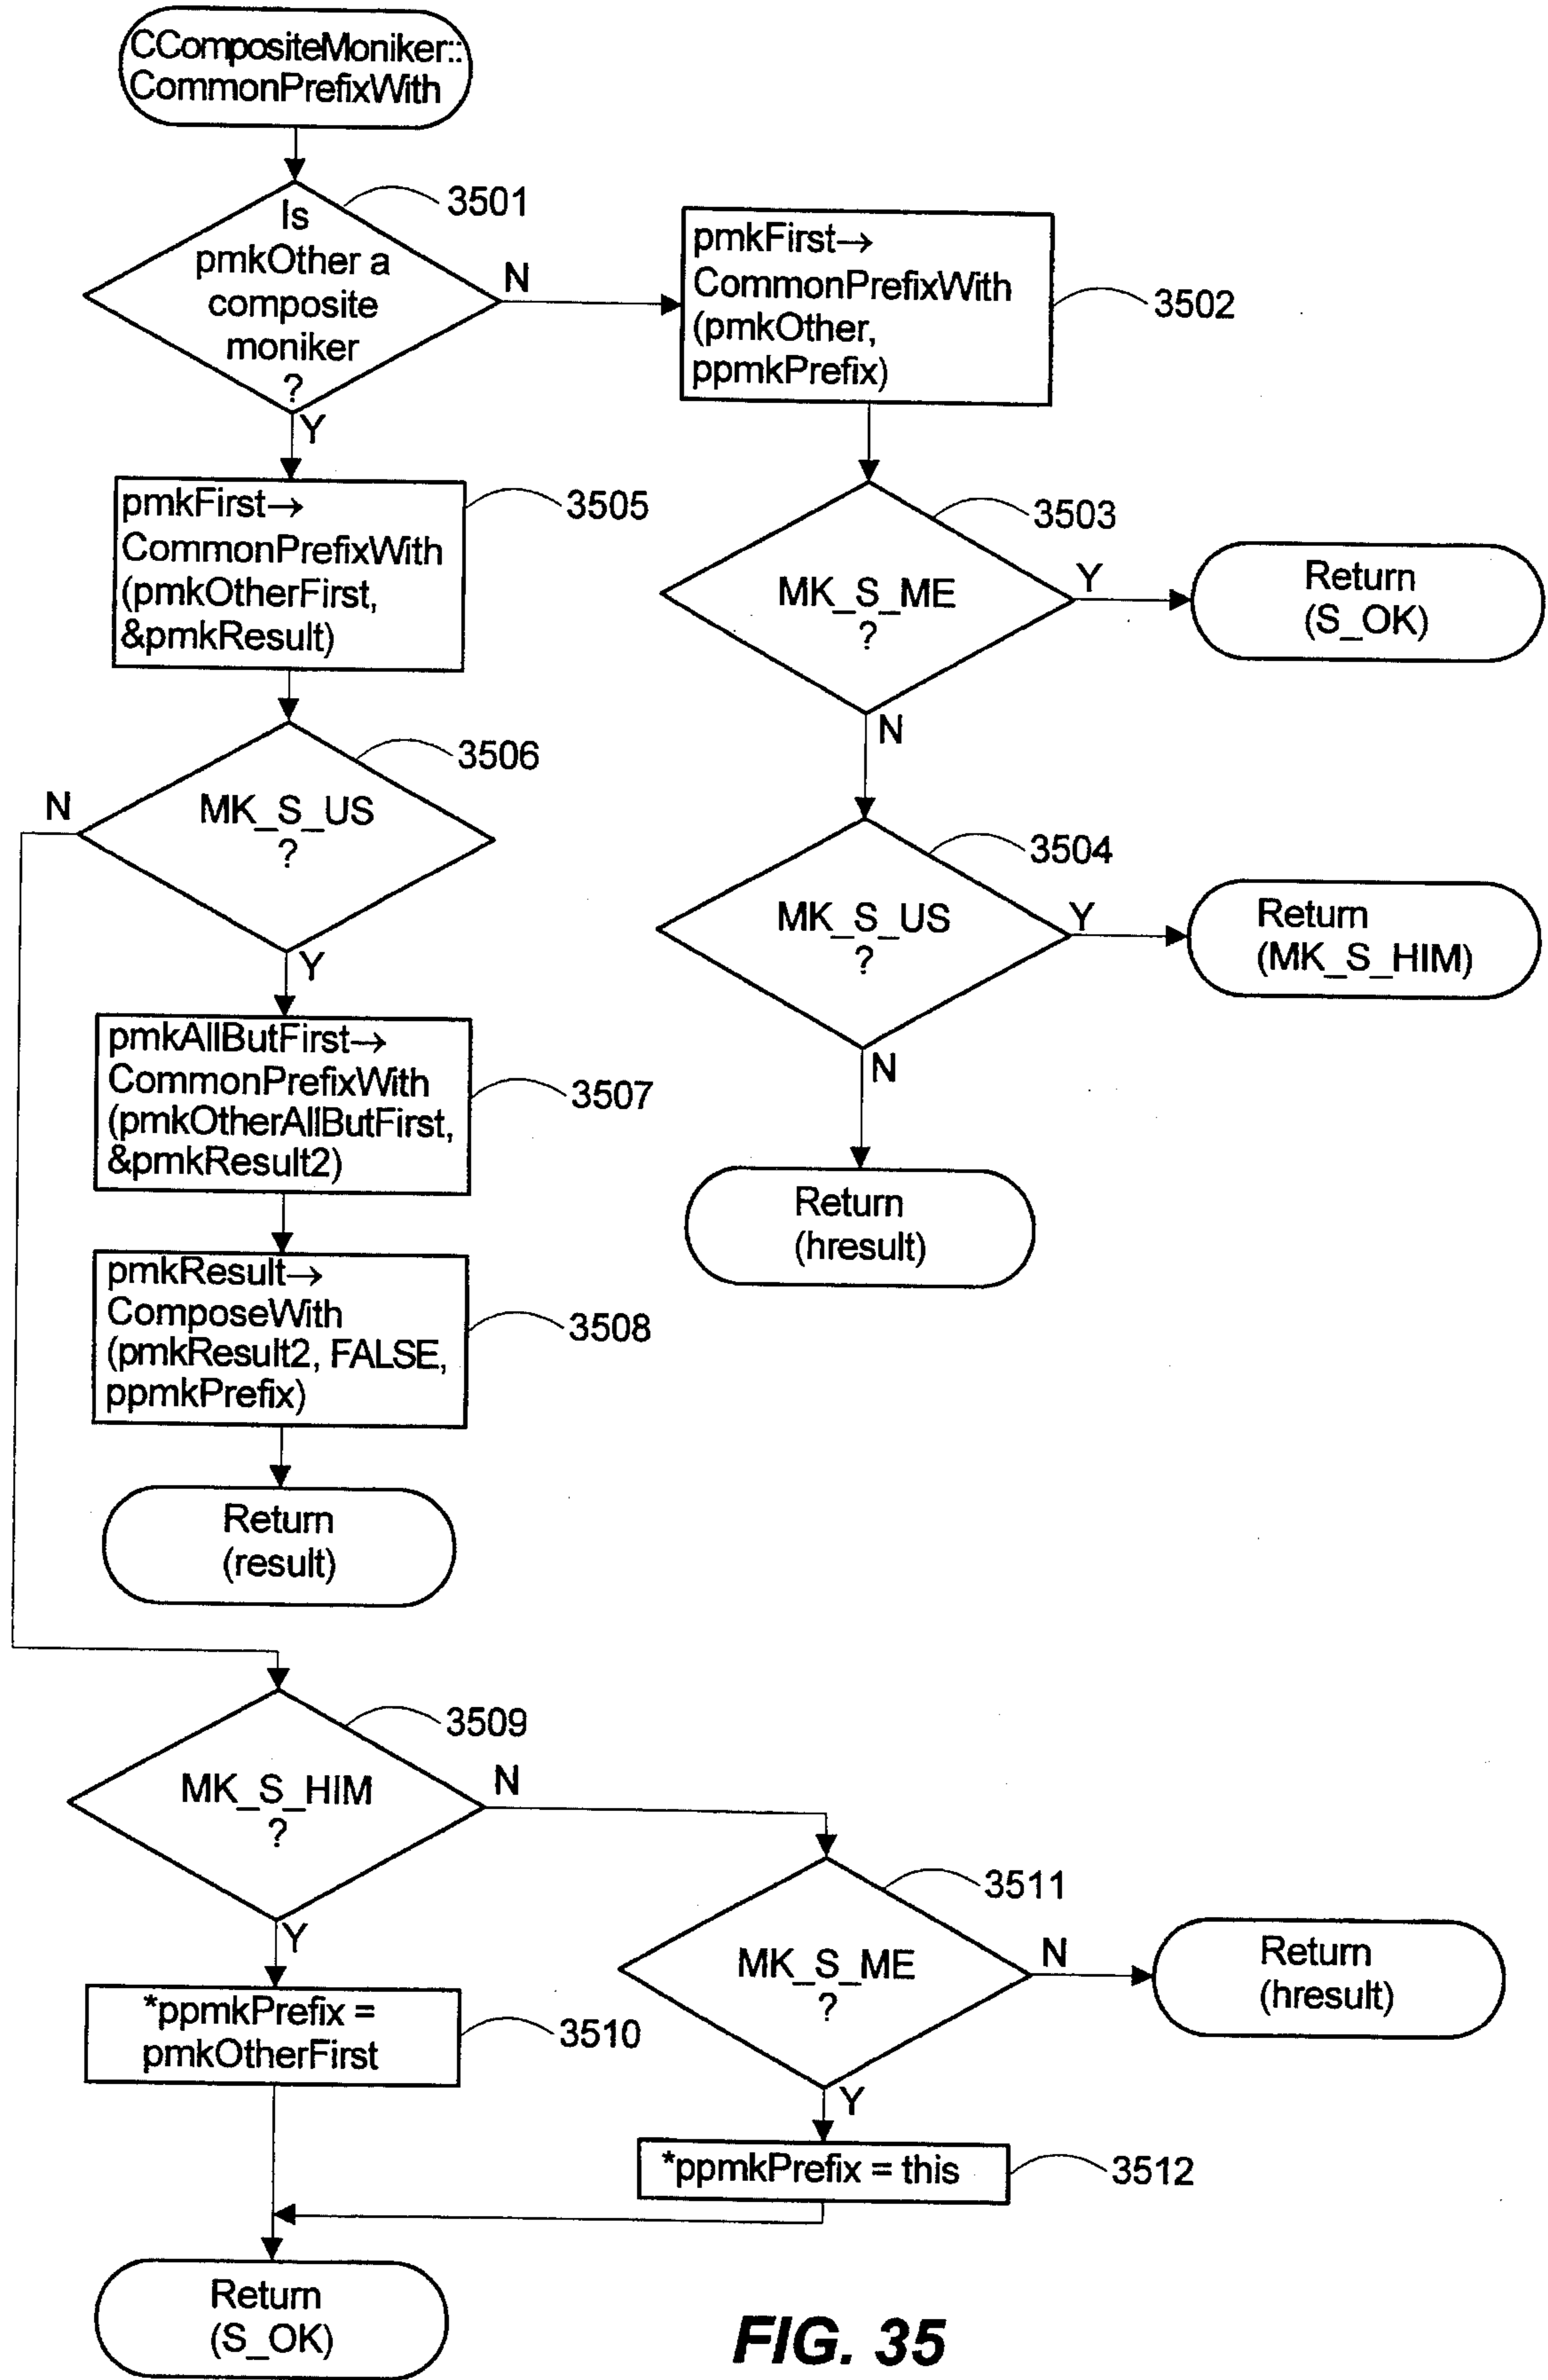 CCompositeMoniker::
CommonPrefixWith
3501
Is
pmkOther a
composite
moniker
?
N
Y
pmkFirst→
CommonPrefixWith
(pmkOther,
ppmkPrefix)
3502
3503
MK_S_ME
?
Y
Return
(S_OK)
N
3504
MK_S_US
?
Y
Return
(MK_S_HIM)
N
Return
(hresult)
pmkFirst→
CommonPrefixWith
(pmkOtherFirst,
&pmkResult)
3505
3506
MK_S_US
?
N
Y
pmkAllButFirst→
CommonPrefixWith
(pmkOtherAllButFirst,
&pmkResult2)
3507
pmkResult→
ComposeWith
(pmkResult2, FALSE,
ppmkPrefix)
3508
Return
(result)
3509
MK_S_HIM
?
N
Y
*ppmkPrefix =
pmkOtherFirst
3510
3511
MK_S_ME
?
N
Return
(hresult)
Y
*ppmkPrefix = this
3512
Return
(S_OK)
FIG. 35